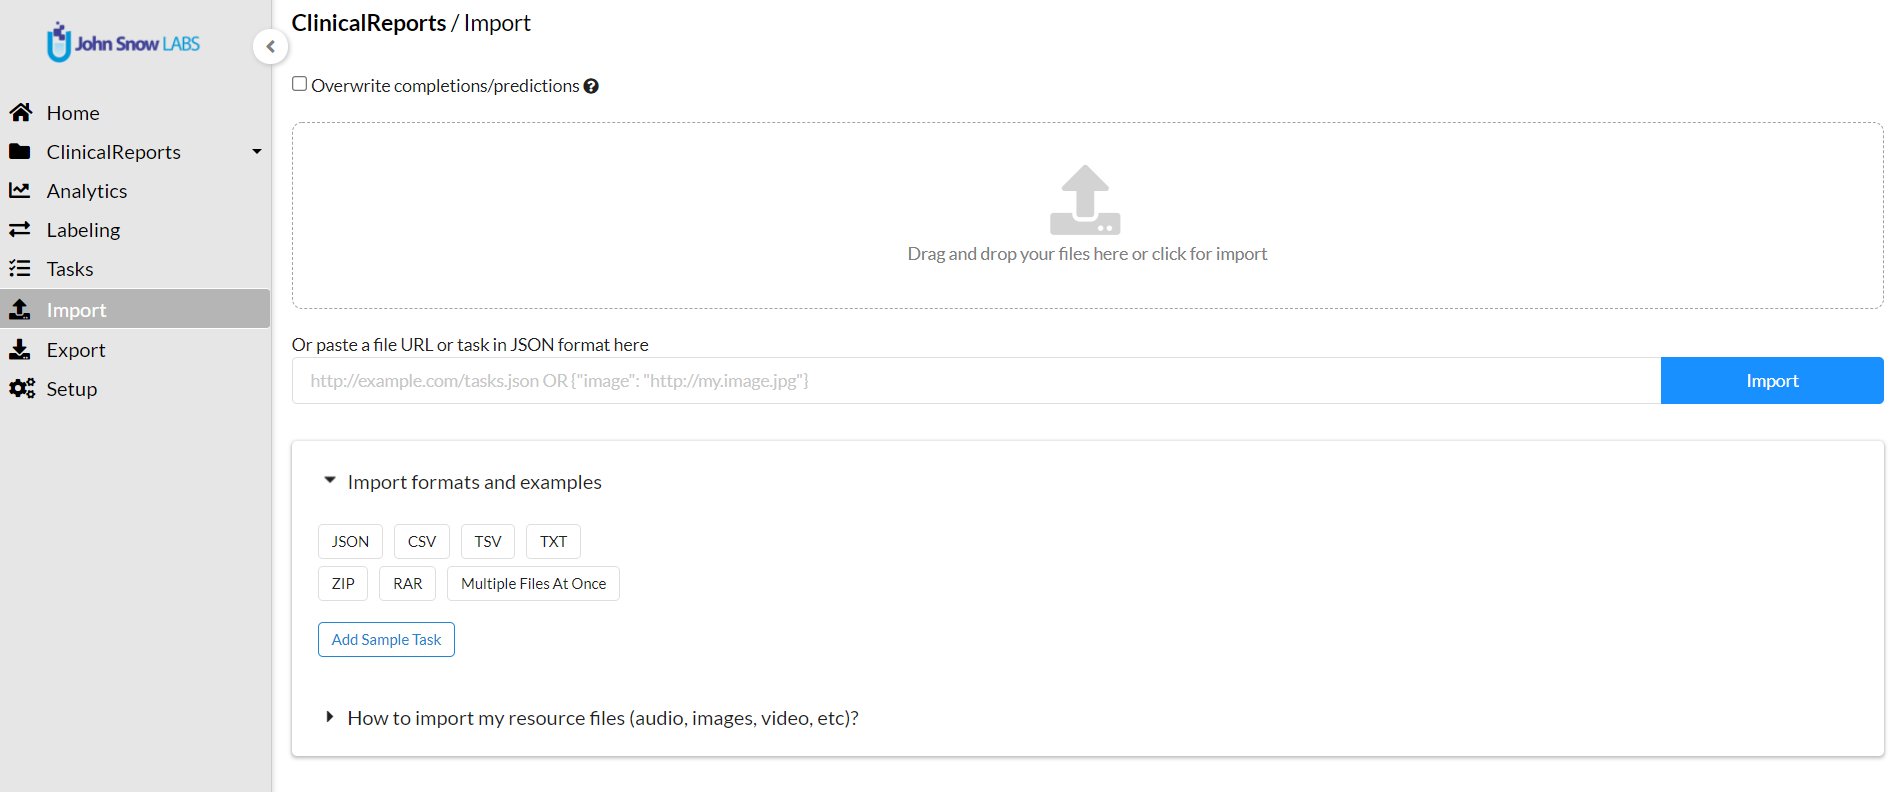 John Snow LABS
Home
ClinicalReports
Analytics
Labeling
Tasks
Import
Export
Setup
ClinicalReports / Import
Overwrite completions/predictions ?
Drag and drop your files here or click for import
Or paste a file URL or task in JSON format here
http://example.com/tasks.json OR {"image": "http://my.image.jpg"}
Import
Import formats and examples
JSON CSV TSV TXT
ZIP RAR Multiple Files At Once
Add Sample Task
How to import my resource files (audio, images, video, etc)?